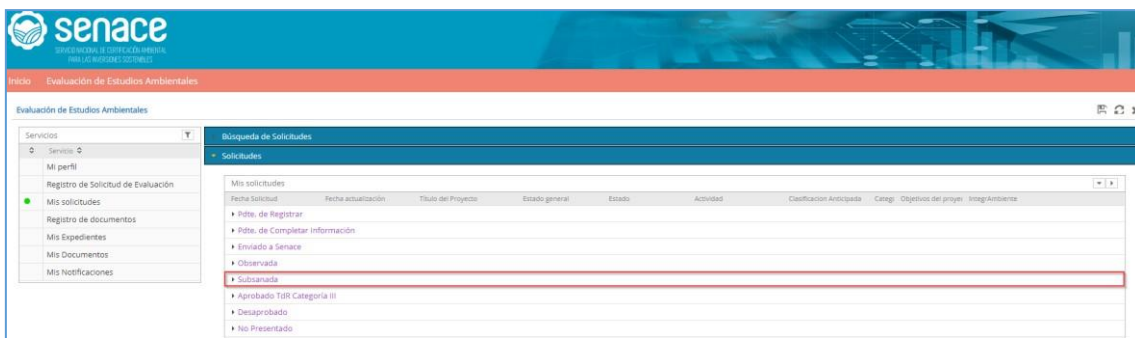 senace
SERVICIO NACIONAL DE CERTIFICACIÓN AMBIENTAL
PARA LAS INVERSIONES SOSTENIBLES
Inicio Evaluación de Estudios Ambientales
Evaluación de Estudios Ambientales
Servicios
Servicio
Mi perfil
Registro de Solicitud de Evaluación
Mis solicitudes
Registro de documentos
Mis Expedientes
Mis Documentos
Mis Notificaciones
Búsqueda de Solicitudes
Solicitudes
Mis solicitudes
Fecha Solicitud Fecha actualización Título del Proyecto Estado general Estado Actividad Clasificación Anticipada Categi Objetivos del proyec IntegrAmbiente
Pdte. de Registrar
Pdte. de Completar información
Enviado a Senace
Observada
Subsanada
Aprobado TdR Categoría III
Desaprobado
No Presentado